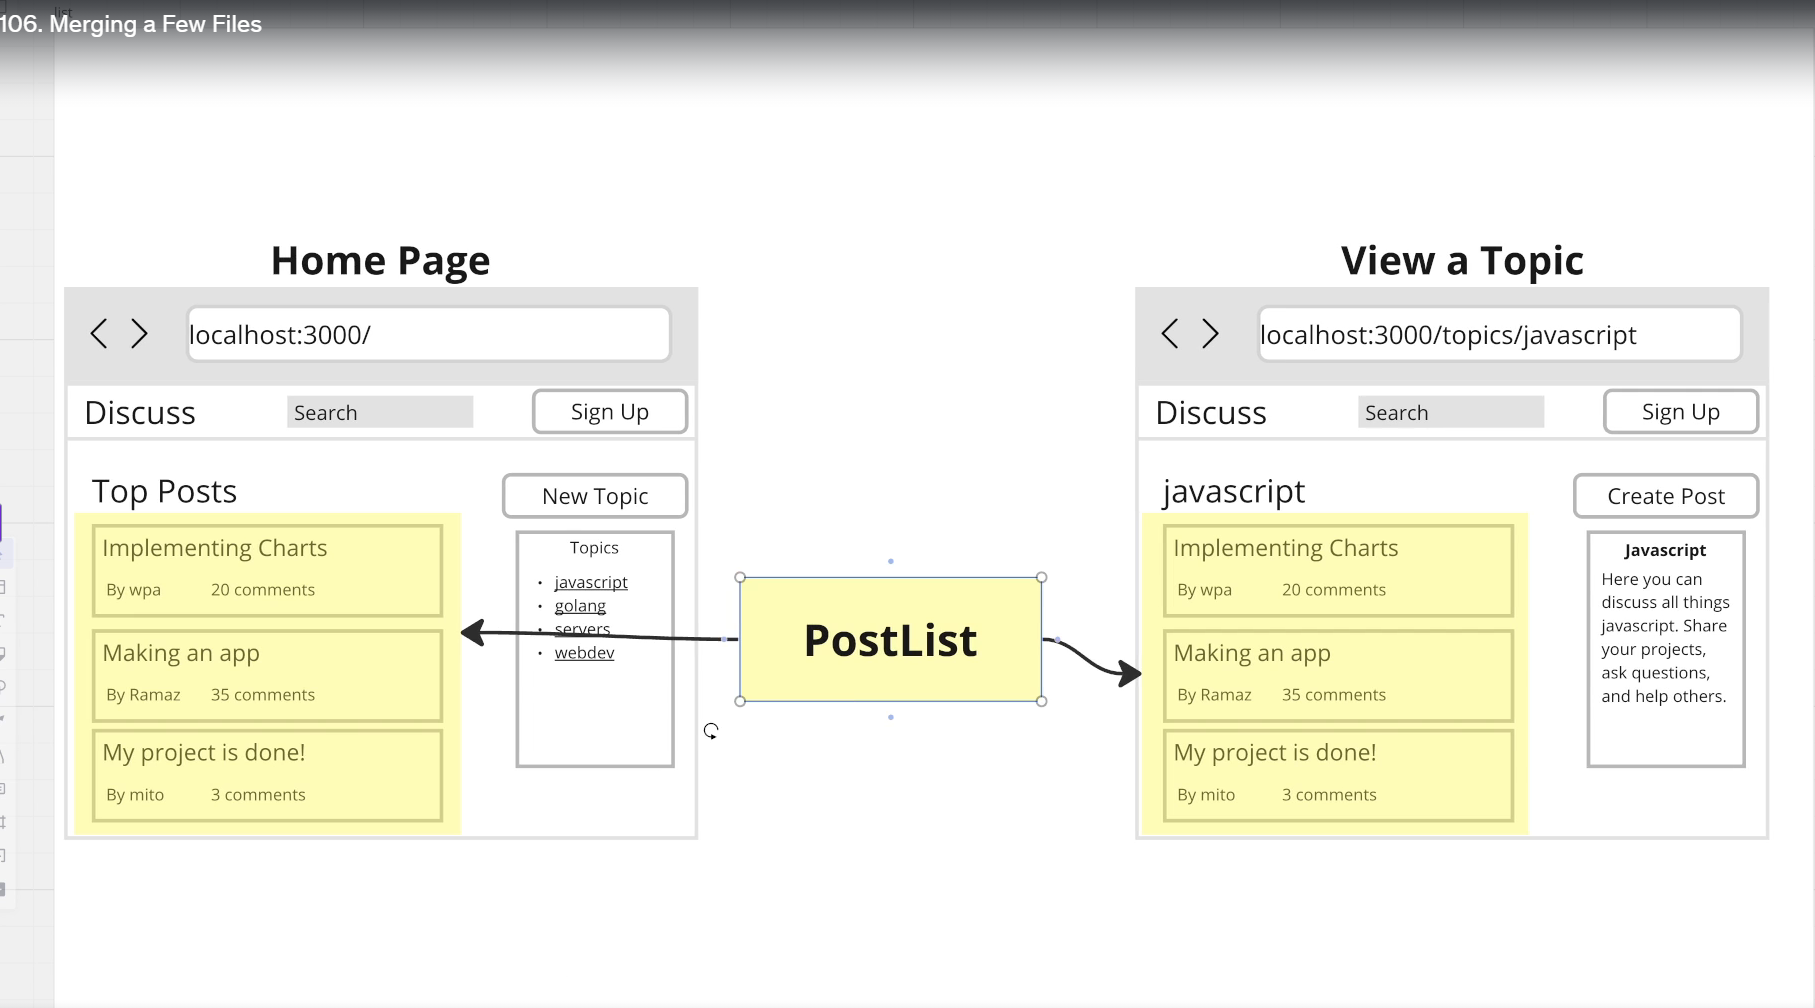 list
106. Merging a Few Files
Home Page
localhost:3000/
Discuss
Search
Sign Up
Top Posts
New Topic
Implementing Charts
By wpa 20 comments
Making an app
By Ramaz 35 comments
My project is done!
By mito 3 comments
Topics
• javascript
• golang
• servers
• webdev
PostList
View a Topic
localhost:3000/topics/javascript
Discuss
Search
Sign Up
javascript
Create Post
Implementing Charts
By wpa 20 comments
Making an app
By Ramaz 35 comments
My project is done!
By mito 3 comments
Javascript
Here you can
discuss all things
javascript. Share
your projects,
ask questions,
and help others.